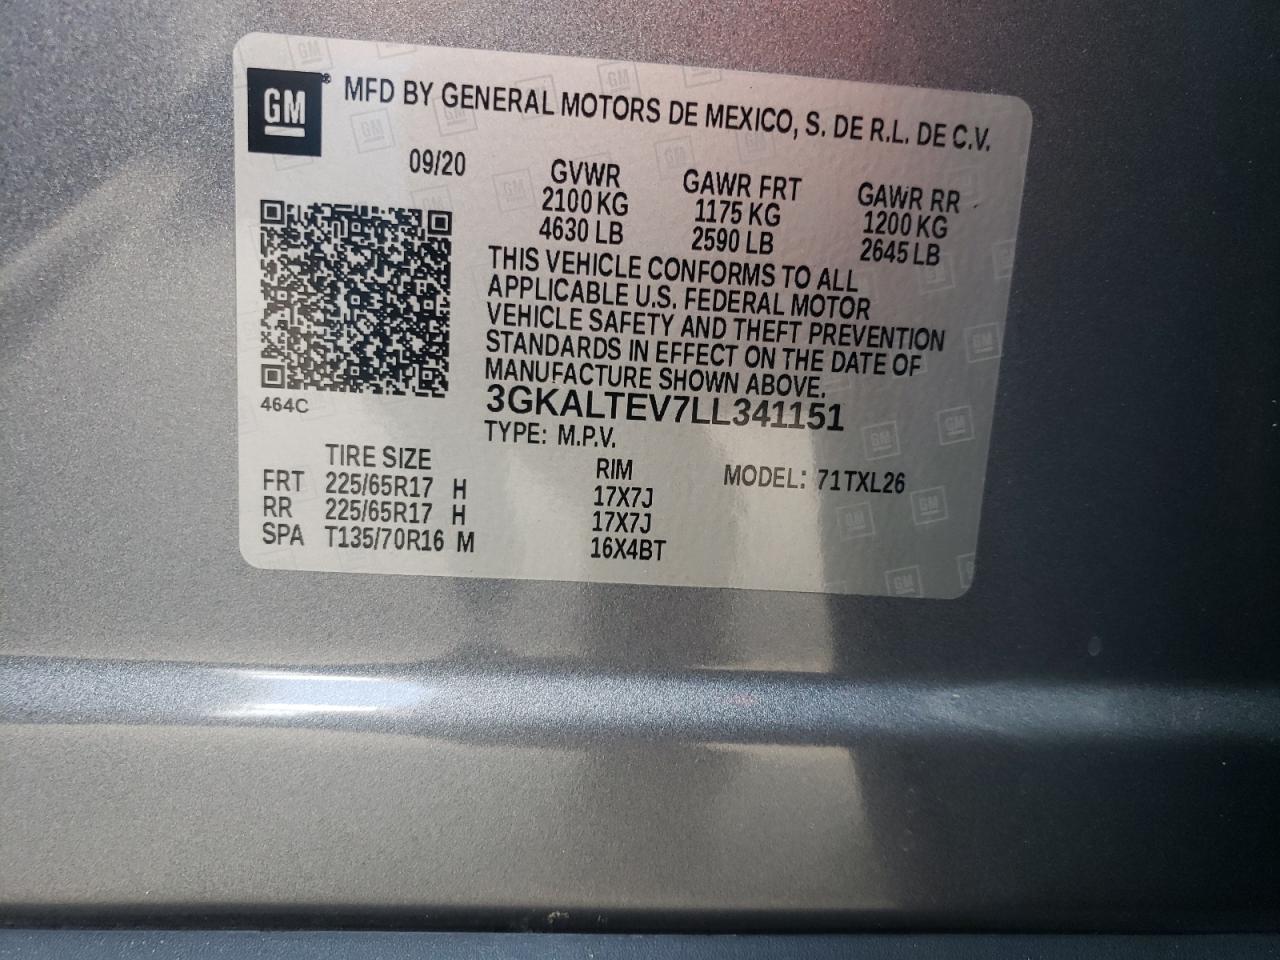 GM ® MFD BY GENERAL MOTORS DE MEXICO, S. DE R.L. DE C.V.
09/20 GVWR GAWR FRT GAWR RR
2100 KG 1175 KG 1200 KG
4630 LB 2590 LB 2645 LB
THIS VEHICLE CONFORMS TO ALL
APPLICABLE U.S. FEDERAL MOTOR
VEHICLE SAFETY AND THEFT PREVENTION
STANDARDS IN EFFECT ON THE DATE OF
MANUFACTURE SHOWN ABOVE.
464C 3GKALTEV7LL341151
TYPE: M.P.V.
TIRE SIZE RIM MODEL: 71TXL26
FRT 225/65R17 H 17X7J
RR 225/65R17 H 17X7J
SPA T135/70R16 M 16X4BT